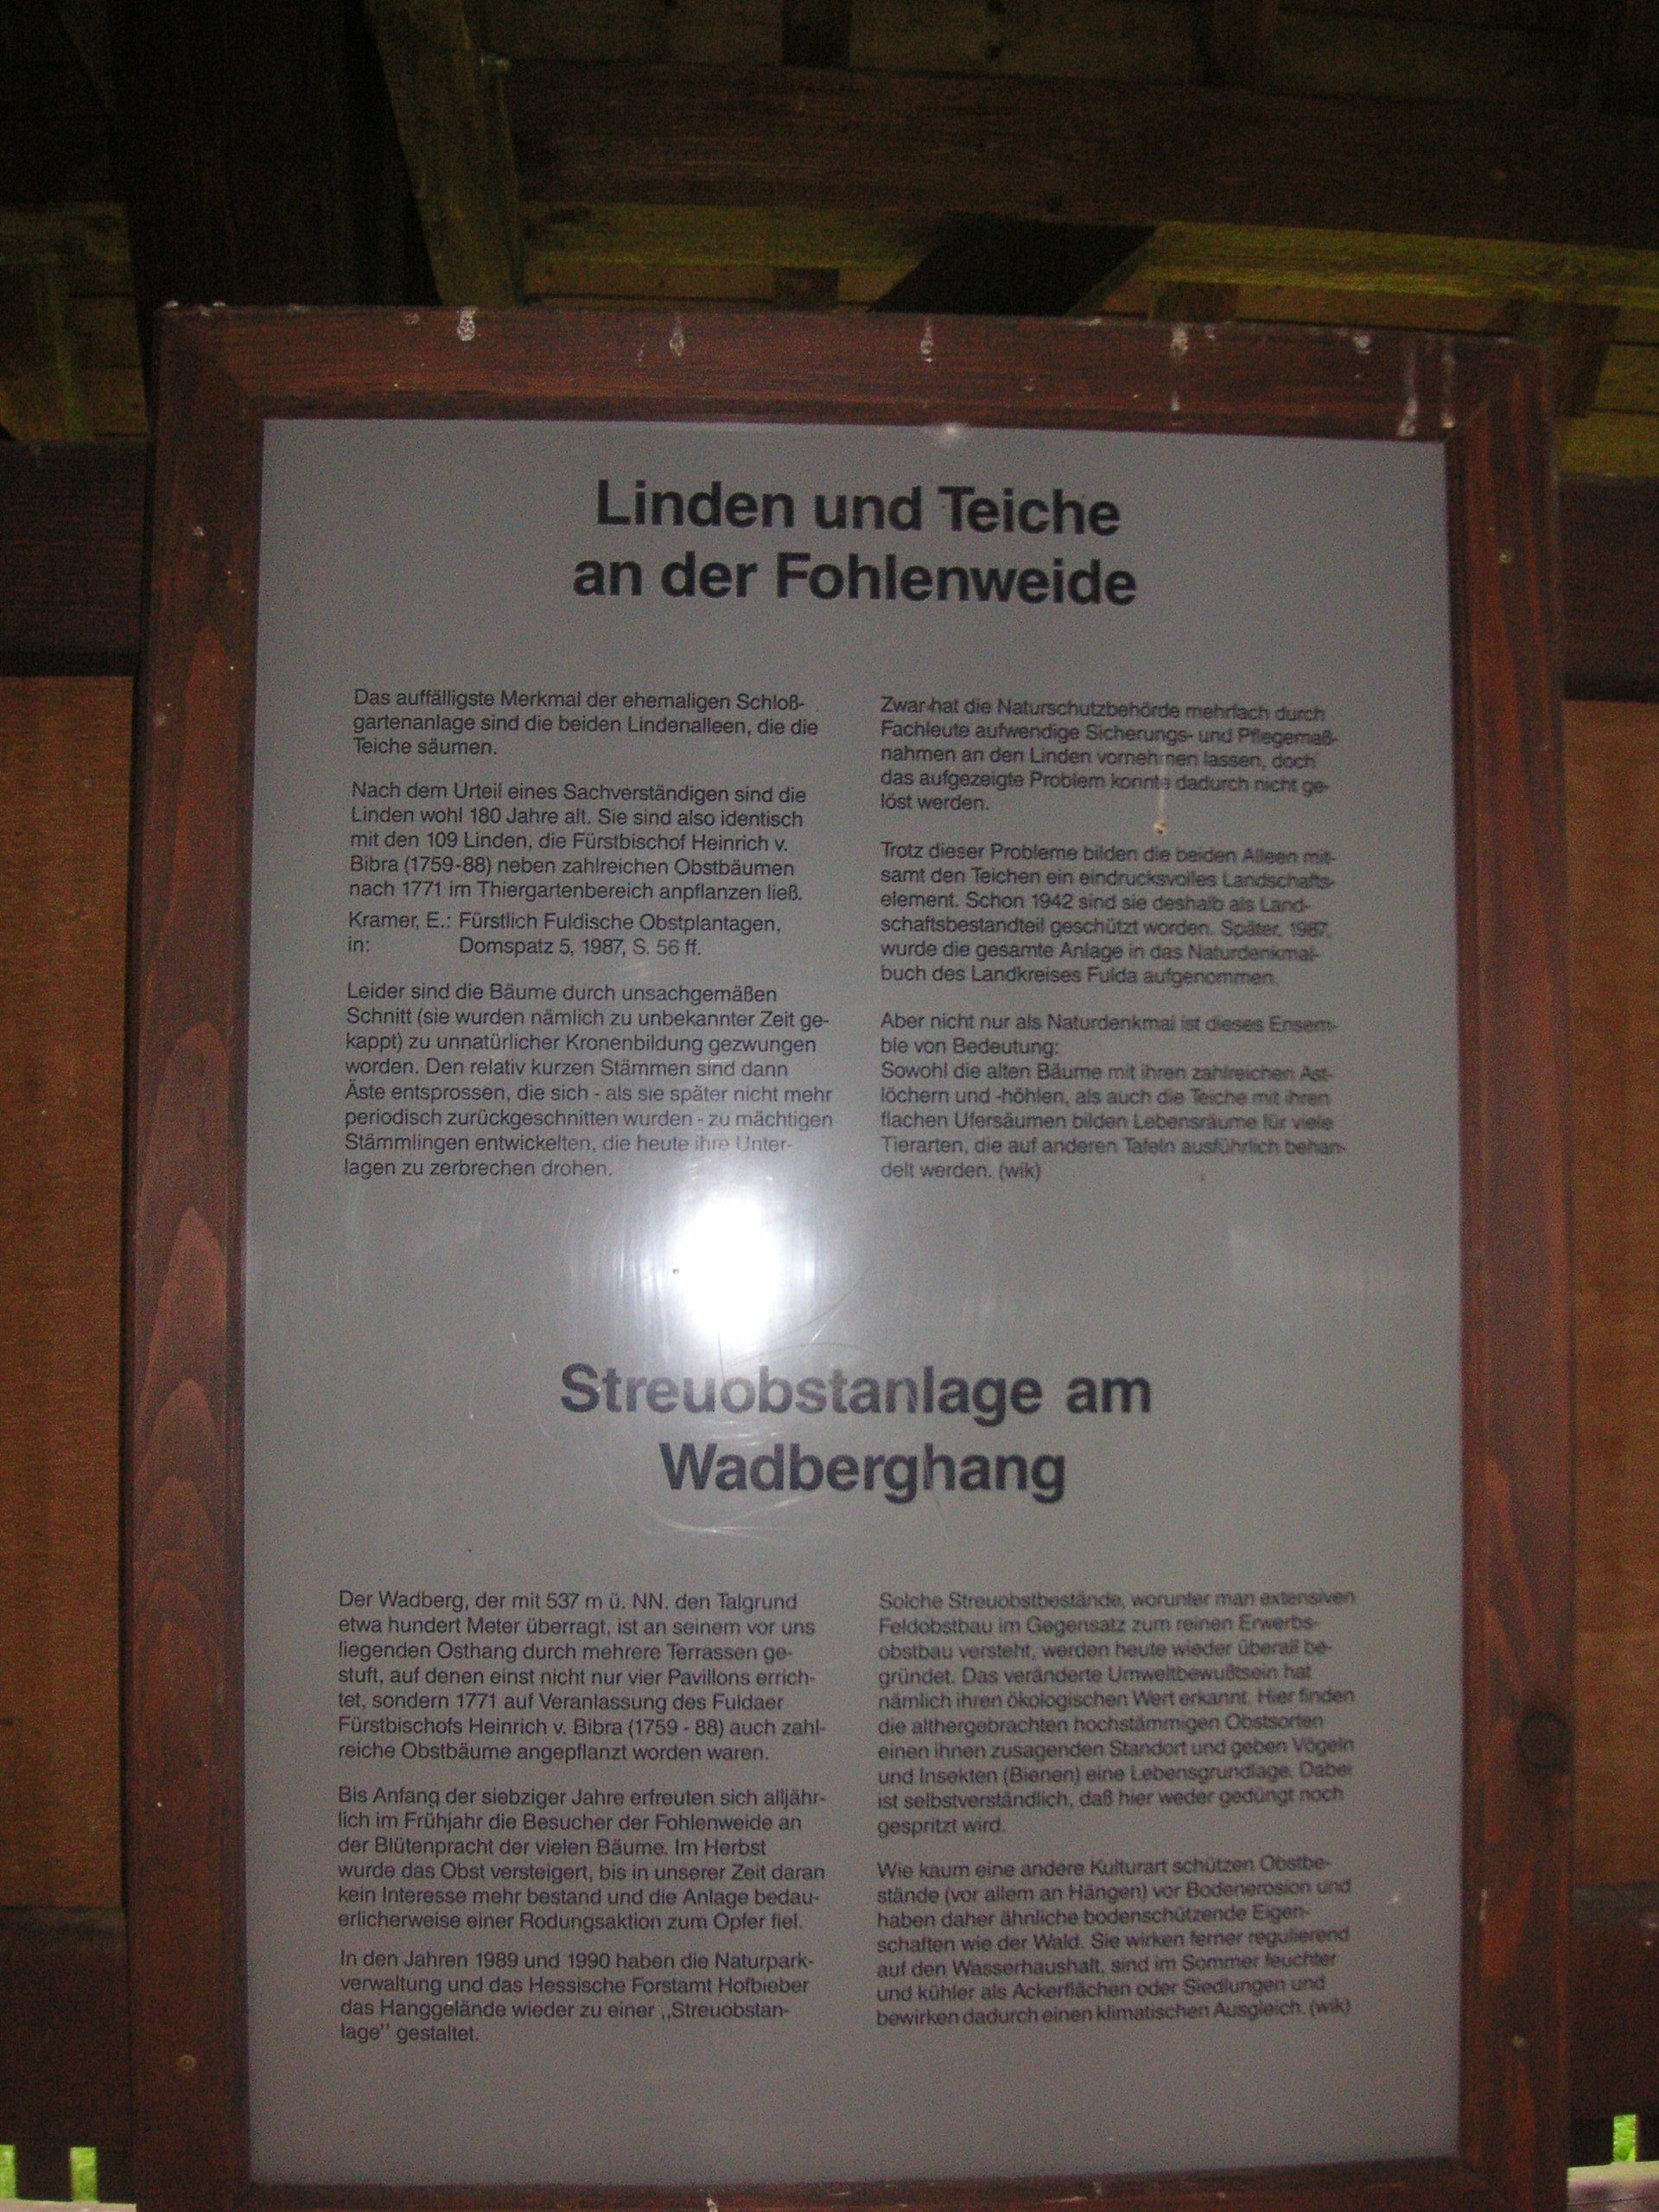 Linden und Teiche
an der Fohlenweide
Das auffälligste Merkmal der ehemaligen Schloß-
gartenanlage sind die beiden Lindenalleen, die die
Teiche säumen.
Nach dem Urteil eines Sachverständigen sind die
Linden wohl 180 Jahre alt. Sie sind also identisch
mit den 109 Linden, die Fürstbischof Heinrich v.
Bibra (1759-88) neben zahlreichen Obstbäumen
nach 1771 im Thiergartenbereich anpflanzen ließ.
Kramer, E.: Fürstlich Fuldische Obstplantagen,
in: Domspatz 5, 1987, S. 56 ff.
Leider sind die Bäume durch unsachgemäßen
Schnitt (sie wurden nämlich zu unbekannter Zeit ge-
kappt) zu unnatürlicher Kronenbildung gezwungen
worden. Den relativ kurzen Stämmen sind dann
Äste entsprossen, die sich - als sie später nicht mehr
periodisch zurückgeschnitten wurden - zu mächtigen
Stämmlingen entwickelten, die heute ihre Unter-
lagen zu zerbrechen drohen.
Zwar hat die Naturschutzbehörde mehrfach durch
Fachleute aufwendige Sicherungs- und Pflegemaß-
nahmen an den Linden vornehmen lassen, doch
das aufgezeigte Problem konnte dadurch nicht ge-
löst werden.
Trotz dieser Probleme bilden die beiden Alleen mit-
samt den Teichen ein eindrucksvolles Landschafts-
element. Schon 1942 sind sie deshalb als Land-
schaftsbestandteil geschützt worden. Später, 1987,
wurde die gesamte Anlage in das Naturdenkmal-
buch des Landkreises Fulda aufgenommen.
Aber nicht nur als Naturdenkmal ist dieses Ensem-
ble von Bedeutung:
Sowohl die alten Bäume mit ihren zahlreichen Ast-
löchern und -höhlen, als auch die Teiche mit ihren
flachen Ufersäumen bilden Lebensräume für viele
Tierarten, die auf anderen Tafeln ausführlich behan-
delt werden. (wik)
Streuobstanlage am
Wadberghang
Der Wadberg, der mit 537 m ü. NN. den Talgrund
etwa hundert Meter überragt, ist an seinem vor uns
liegenden Osthang durch mehrere Terrassen ge-
stuft, auf denen einst nicht nur vier Pavillons errich-
tet, sondern 1771 auf Veranlassung des Fuldaer
Fürstbischofs Heinrich v. Bibra (1759 - 88) auch zahl-
reiche Obstbäume angepflanzt worden waren.
Bis Anfang der siebziger Jahre erfreuten sich alljähr-
lich im Frühjahr die Besucher der Fohlenweide an
der Blütenpracht der vielen Bäume. Im Herbst
wurde das Obst versteigert, bis in unserer Zeit daran
kein Interesse mehr bestand und die Anlage bedau-
erlicherweise einer Rodungsaktion zum Opfer fiel.
In den Jahren 1989 und 1990 haben die Naturpark-
verwaltung und das Hessische Forstamt Hofbieber
das Hanggelände wieder zu einer „Streuobstan-
lage" gestaltet.
Solche Streuobstbestände, worunter man extensiven
Feldobstbau im Gegensatz zum reinen Erwerbs-
obstbau versteht, werden heute wieder überall be-
gründet. Das veränderte Umweltbewußtsein hat
nämlich ihren ökologischen Wert erkannt. Hier finden
die althergebrachten hochstämmigen Obstsorten
einen ihnen zusagenden Standort und geben Vögeln
und Insekten (Bienen) eine Lebensgrundlage. Dabei
ist selbstverständlich, daß hier weder gedüngt noch
gespritzt wird.
Wie kaum eine andere Kulturart schützen Obstbe-
stände (vor allem an Hängen) vor Bodenerosion und
haben daher ähnliche bodenschützende Eigen-
schaften wie der Wald. Sie wirken ferner regulierend
auf den Wasserhaushalt, sind im Sommer feuchter
und kühler als Ackerflächen oder Siedlungen und
bewirken dadurch einen klimatischen Ausgleich. (wik)